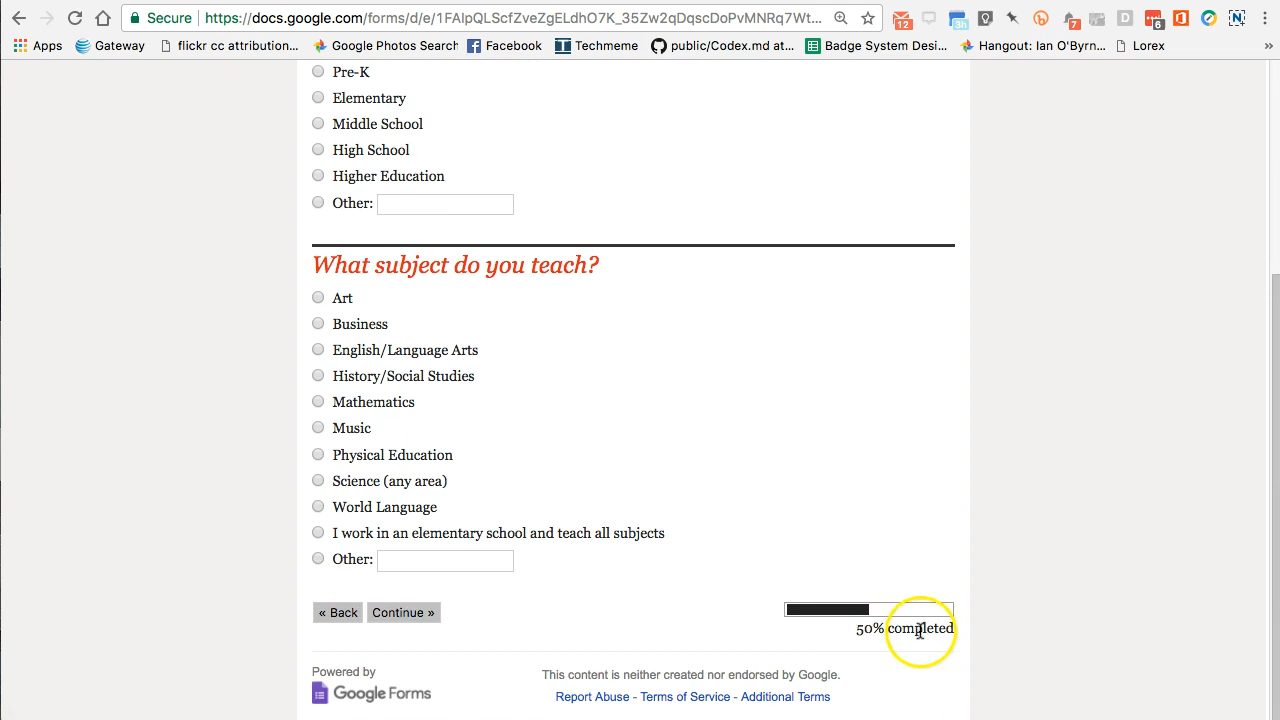 Secure https://docs.google.com/forms/d/e/1FAIpQLScfZveZgELdhO7K_35Zw2qDqscDoPvMNRq7Wt...
12 3h 7 D 6 N
Apps Gateway flickr cc attribution... Google Photos Search Facebook Techmeme public/Codex.md at... Badge System Desi... Hangout: Ian O'Byrn... Lorex »
Pre-K
Elementary
Middle School
High School
Higher Education
Other:
What subject do you teach?
Art
Business
English/Language Arts
History/Social Studies
Mathematics
Music
Physical Education
Science (any area)
World Language
I work in an elementary school and teach all subjects
Other:
« Back Continue »
50% completed
Powered by
Google Forms
This content is neither created nor endorsed by Google.
Report Abuse - Terms of Service - Additional Terms